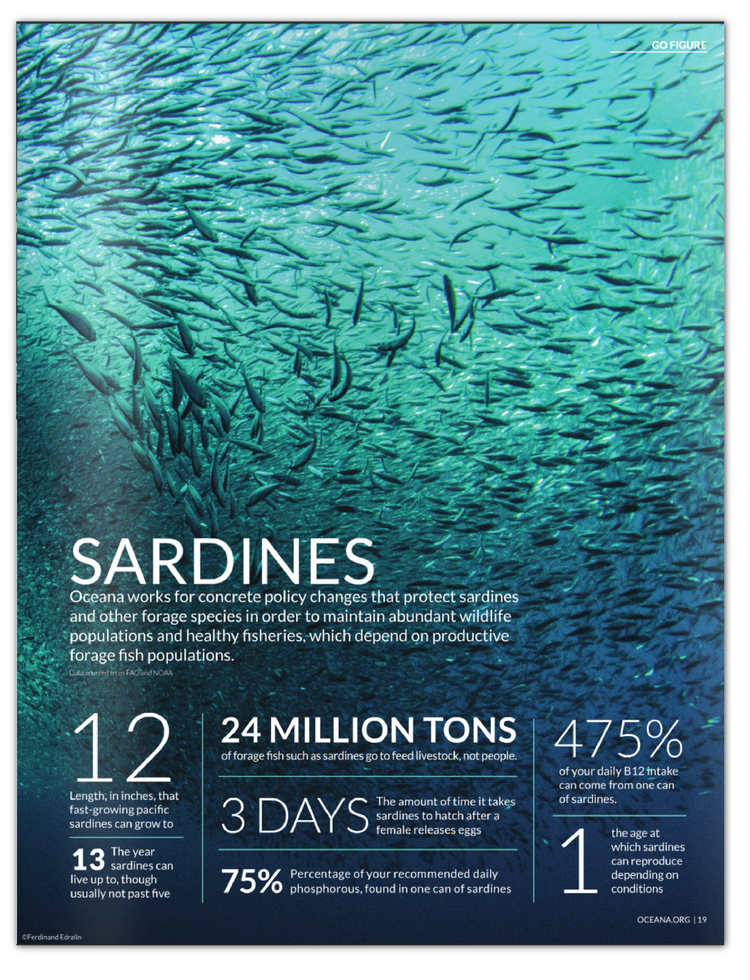 GO FIGURE
SARDINES
Oceana works for concrete policy changes that protect sardines
and other forage species in order to maintain abundant wildlife
populations and healthy fisheries, which depend on productive
forage fish populations.
Data sourced from FAO and NOAA
12
Length, in inches, that
fast-growing pacific
sardines can grow to
13 The year
sardines can
live up to, though
usually not past five
24 MILLION TONS
of forage fish such as sardines go to feed livestock, not people.
3 DAYS
The amount of time it takes
sardines to hatch after a
female releases eggs
75%
Percentage of your recommended daily
phosphorous, found in one can of sardines
475%
of your daily B12 intake
can come from one can
of sardines.
1
the age at
which sardines
can reproduce
depending on
conditions
OCEANA.ORG | 19
©Ferdinand Edralin